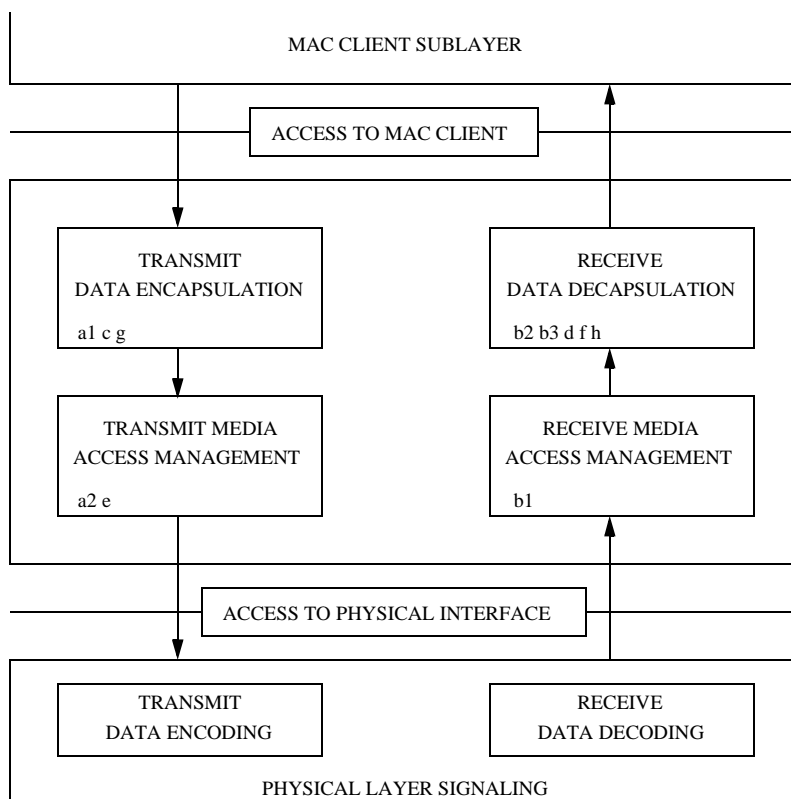 MAC CLIENT SUBLAYER
ACCESS TO MAC CLIENT
TRANSMIT
DATA ENCAPSULATION
a1 c g
RECEIVE
DATA DECAPSULATION
b2 b3 d f h
TRANSMIT MEDIA
ACCESS MANAGEMENT
a2 e
RECEIVE MEDIA
ACCESS MANAGEMENT
b1
ACCESS TO PHYSICAL INTERFACE
TRANSMIT
DATA ENCODING
RECEIVE
DATA DECODING
PHYSICAL LAYER SIGNALING